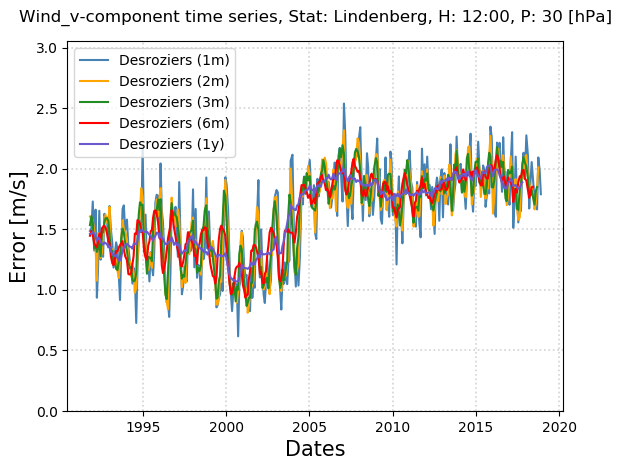 Wind_v-component time series, Stat: Lindenberg, H: 12:00, P: 30 [hPa]
3.0
2.5
2.0
1.5
1.0
0.5
0.0
Error [m/s]
Desroziers (1m)
Desroziers (2m)
Desroziers (3m)
Desroziers (6m)
Desroziers (1y)
1995
2000
2005
2010
2015
2020
Dates